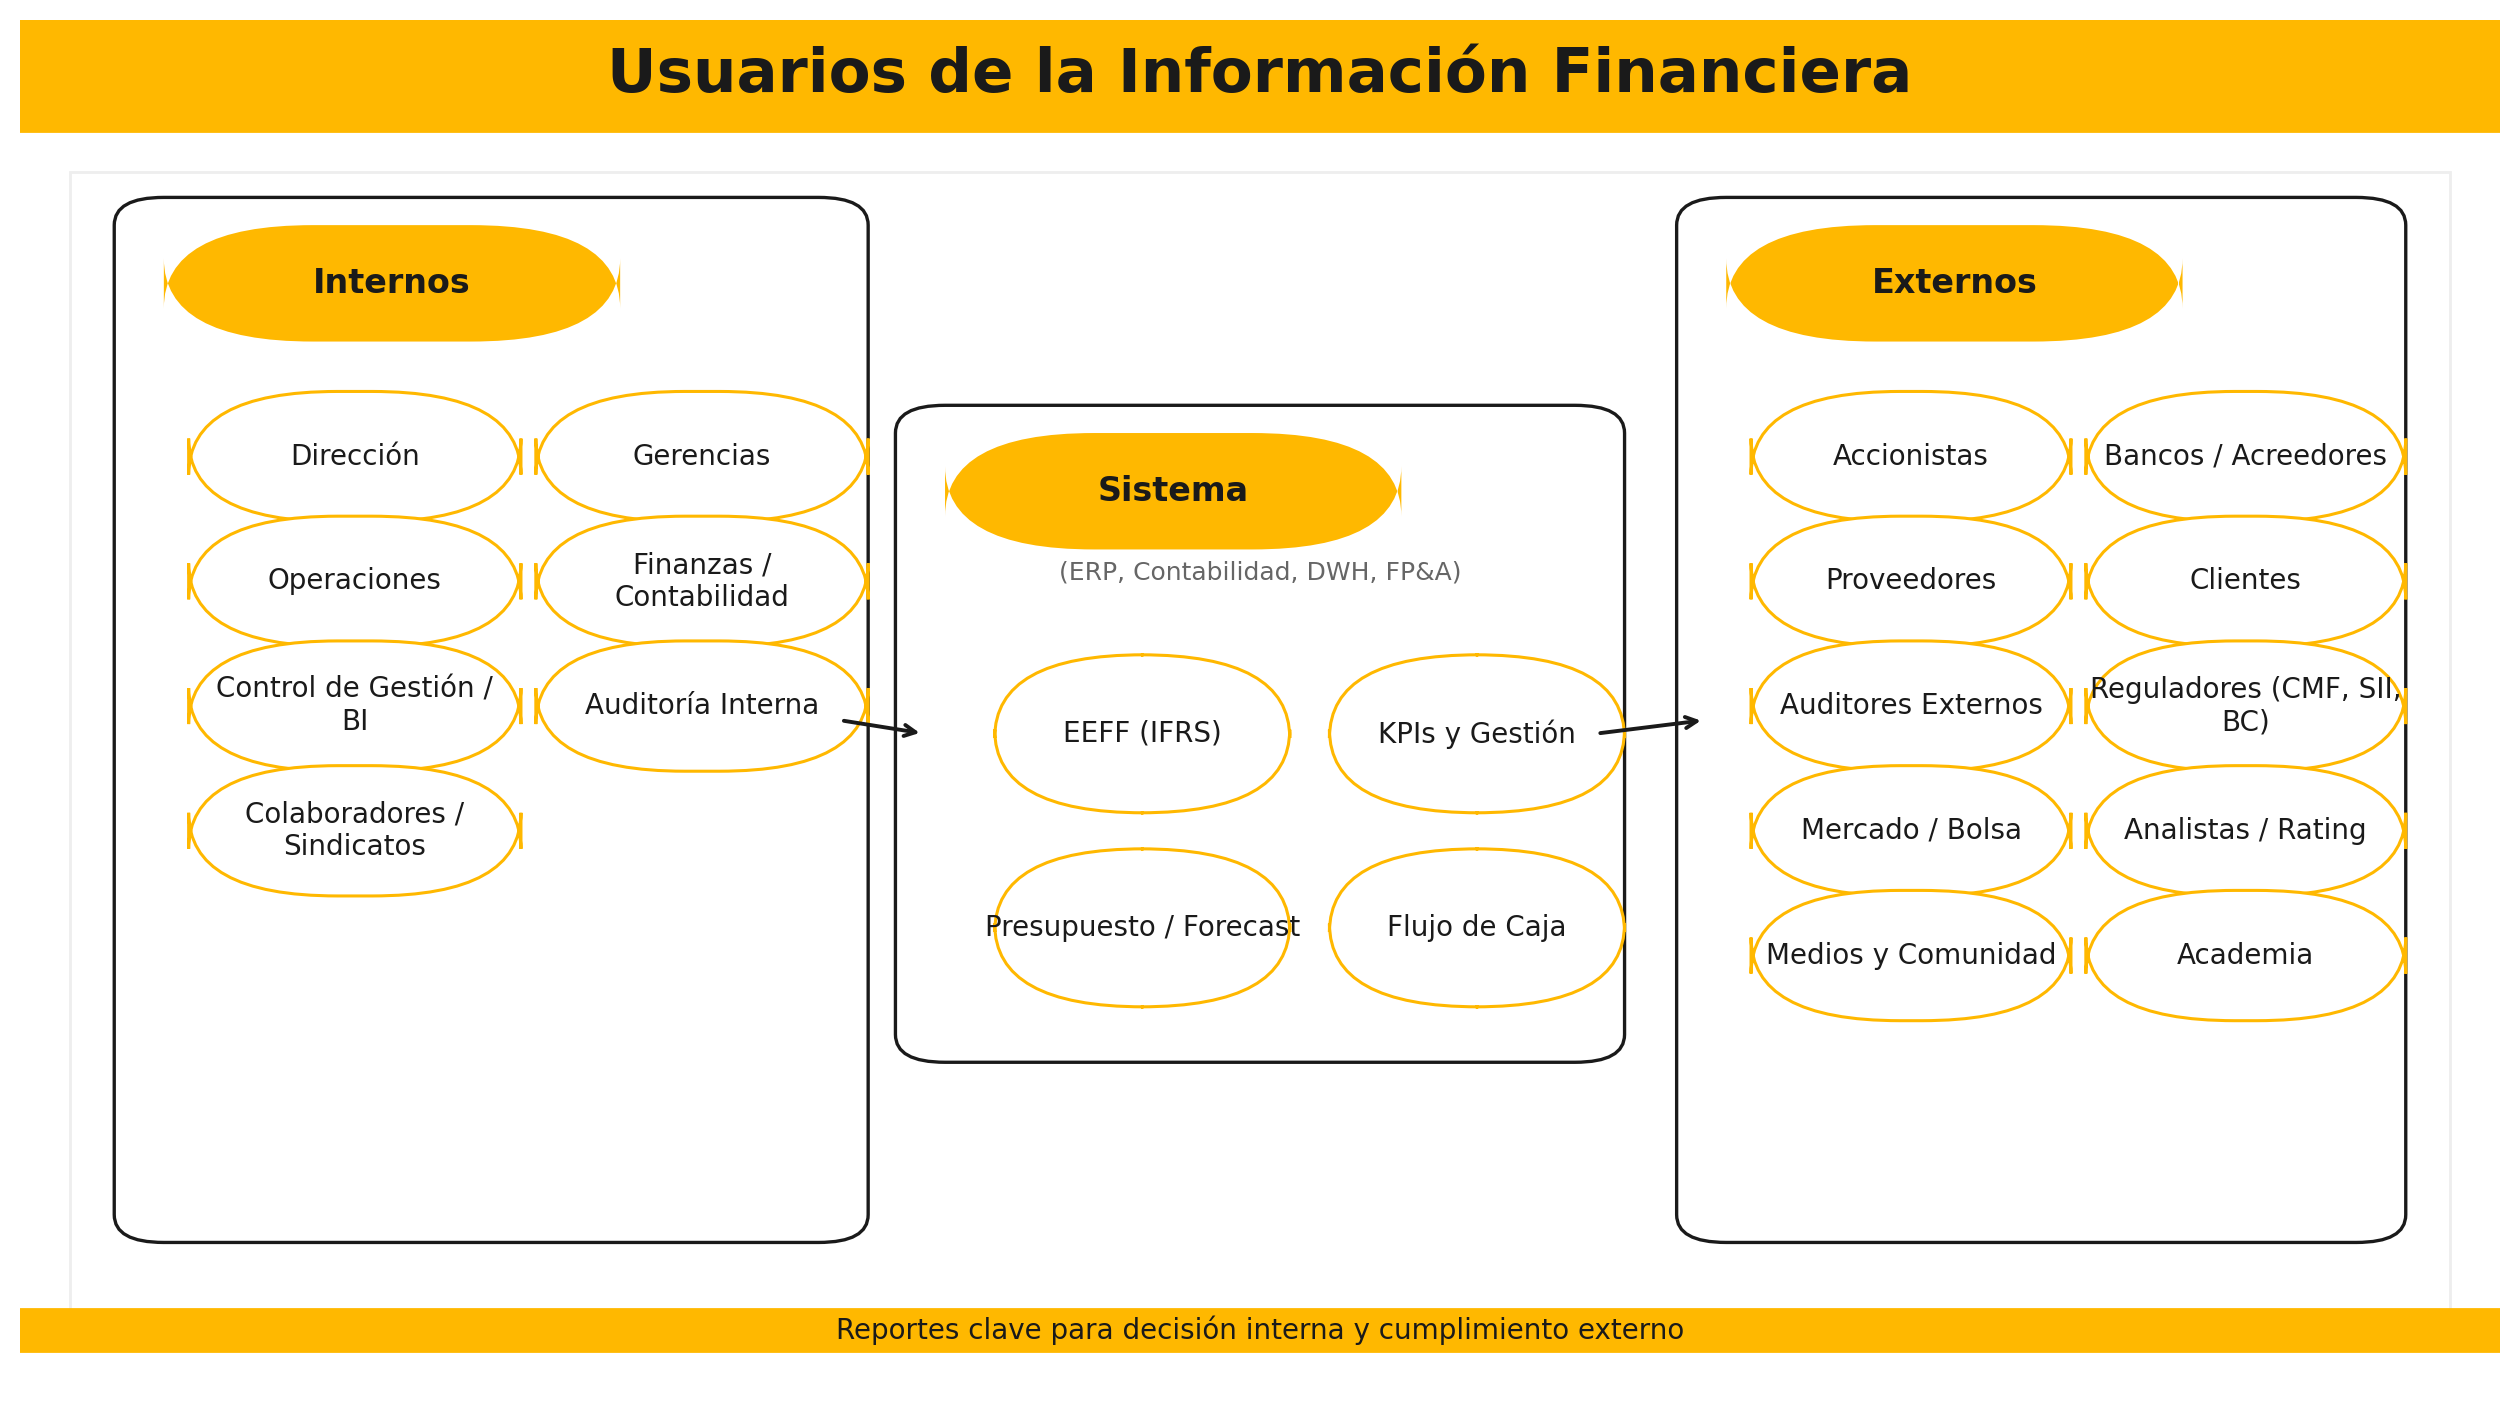 Usuarios de la Información Financiera
Internos
Dirección
Gerencias
Operaciones
Finanzas /
Contabilidad
Control de Gestión /
BI
Auditoría Interna
Colaboradores /
Sindicatos
Sistema
(ERP, Contabilidad, DWH, FP&A)
EEFF (IFRS)
KPIs y Gestión
Presupuesto / Forecast
Flujo de Caja
Externos
Accionistas
Bancos / Acreedores
Proveedores
Clientes
Auditores Externos
Reguladores (CMF, SII,
BC)
Mercado / Bolsa
Analistas / Rating
Medios y Comunidad
Academia
Reportes clave para decisión interna y cumplimiento externo